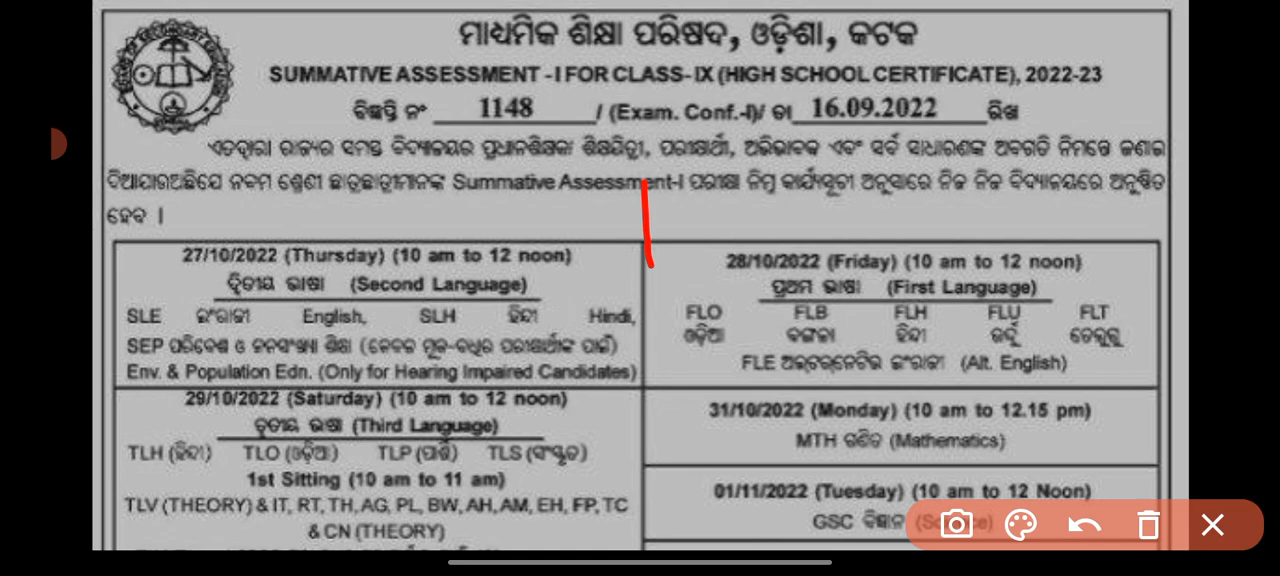 ମାଧ୍ୟମିକ ଶିକ୍ଷା ପରିଷଦ, ଓଡ଼ିଶା, କଟକ
SUMMATIVE ASSESSMENT -I FOR CLASS- IX (HIGH SCHOOL CERTIFICATE), 2022-23
ବିଜ୍ଞପ୍ତି ନଂ 1148 / (Exam. Conf.-I)/ ତା 16.09.2022 ରିଖ
ଏତଦ୍ଦ୍ୱାରା ରାଜ୍ୟର ସମସ୍ତ ବିଦ୍ୟାଳୟର ପ୍ରଧାନଶିକ୍ଷକ/ ଶିକ୍ଷୟିତ୍ରୀ, ପରୀକ୍ଷାର୍ଥୀ, ଅଭିଭାବକ ଏବଂ ସର୍ବ ସାଧାରଣଙ୍କ ଅବଗତି ନିମନ୍ତେ ଜଣାଇ
ଦିଆଯାଉଅଛିଯେ ନବମ ଶ୍ରେଣୀ ଛାତ୍ରଛାତ୍ରୀମାନଙ୍କ Summative Assessment-I ପରୀକ୍ଷା ନିମ୍ନ କାର୍ଯ୍ୟସୂଚୀ ଅନୁସାରେ ନିଜ ନିଜ ବିଦ୍ୟାଳୟରେ ଅନୁଷ୍ଠିତ
ହେବ ।
27/10/2022 (Thursday) (10 am to 12 noon)
ଦ୍ୱିତୀୟ ଭାଷା (Second Language)
SLE ଇଂରାଜୀ English, SLH ହିନ୍ଦୀ Hindi,
SEP ପରିବେଶ ଓ ଜନସଂଖ୍ୟା ଶିକ୍ଷା (କେବଳ ମୂକ-ବଧିର ପରୀକ୍ଷାର୍ଥୀଙ୍କ ପାଇଁ)
Env. & Population Edn. (Only for Hearing Impaired Candidates)
28/10/2022 (Friday) (10 am to 12 noon)
ପ୍ରଥମ ଭାଷା (First Language)
FLO FLB FLH FLU FLT
ଓଡ଼ିଆ ବଙ୍ଗଳା ହିନ୍ଦୀ ଉର୍ଦ୍ଦୁ ତେଲୁଗୁ
FLE ଅଲ୍‌ଟରନେଟିଭ ଇଂରାଜୀ (Alt. English)
29/10/2022 (Saturday) (10 am to 12 noon)
ତୃତୀୟ ଭାଷା (Third Language)
TLH (ହିନ୍ଦୀ) TLO (ଓଡ଼ିଆ) TLP (ପାର୍ଶି) TLS (ସଂସ୍କୃତ)
1st Sitting (10 am to 11 am)
TLV (THEORY) & IT, RT, TH, AG, PL, BW, AH, AM, EH, FP, TC
& CN (THEORY)
31/10/2022 (Monday) (10 am to 12.15 pm)
MTH ଗଣିତ (Mathematics)
01/11/2022 (Tuesday) (10 am to 12 Noon)
GSC ବିଜ୍ଞାନ (Science)